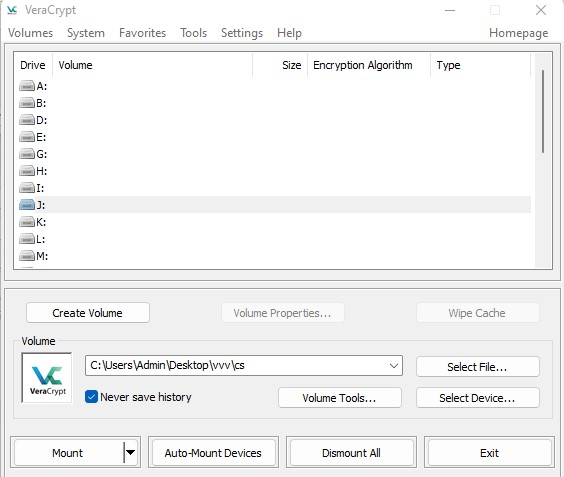 VeraCrypt
Volumes System Favorites Tools Settings Help Homepage
Drive Volume Size Encryption Algorithm Type
A:
B:
D:
E:
G:
H:
I:
J:
K:
L:
M:
Create Volume Volume Properties... Wipe Cache
Volume
VeraCrypt
C:\Users\Admin\Desktop\vvv\cs
Select File...
Never save history
Volume Tools... Select Device...
Mount Auto-Mount Devices Dismount All Exit